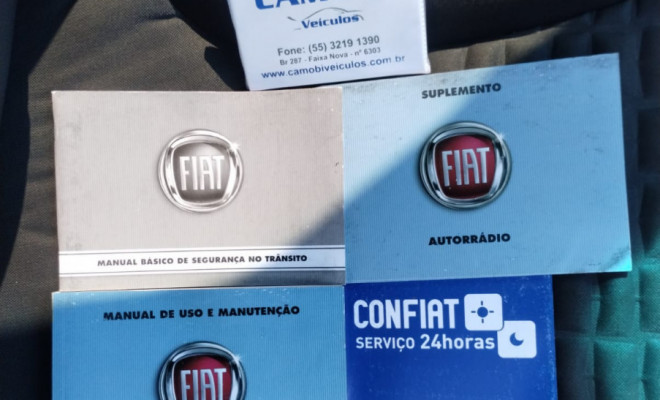 Veículos
Fone: (55) 3219 1390
Br 287 - Faixa Nova - nº 6303
www.camobiveiculos.com.br
FIAT
MANUAL BÁSICO DE SEGURANÇA NO TRÂNSITO
SUPLEMENTO
FIAT
AUTORRÁDIO
MANUAL DE USO E MANUTENÇÃO
FIAT
CONFIAT
SERVIÇO 24horas